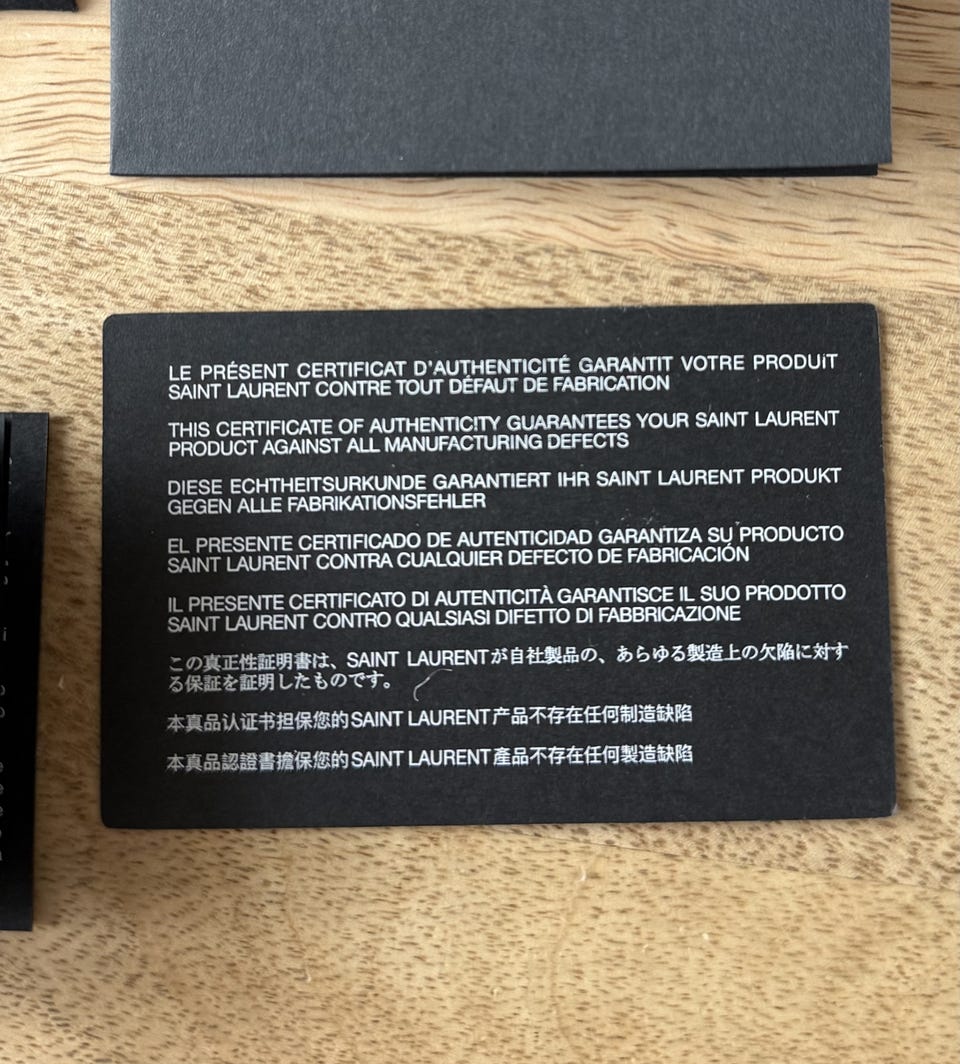 LE PRÉSENT CERTIFICAT D'AUTHENTICITÉ GARANTIT VOTRE PRODUiT
SAINT LAURENT CONTRE TOUT DÉFAUT DE FABRICATION
THIS CERTIFICATE OF AUTHENTICITY GUARANTEES YOUR SAINT LAURENT
PRODUCT AGAINST ALL MANUFACTURING DEFECTS
DIESE ECHTHEITSURKUNDE GARANTIERT IHR SAINT LAURENT PRODUKT
GEGEN ALLE FABRIKATIONSFEHLER
EL PRESENTE CERTIFICADO DE AUTENTICIDAD GARANTIZA SU PRODUCTO
SAINT LAURENT CONTRA CUALQUIER DEFECTO DE FABRICACIÓN
IL PRESENTE CERTIFICATO DI AUTENTICITÀ GARANTISCE IL SUO PRODOTTO
SAINT LAURENT CONTRO QUALSIASI DIFETTO DI FABBRICAZIONE
この真正性証明書は、SAINT LAURENTが自社製品の、あらゆる製造上の欠陥に対す
る保証を証明したものです。
本真品认证书担保您的SAINT LAURENT产品不存在任何制造缺陷
本真品認證書擔保您的SAINT LAURENT產品不存在任何製造缺陷